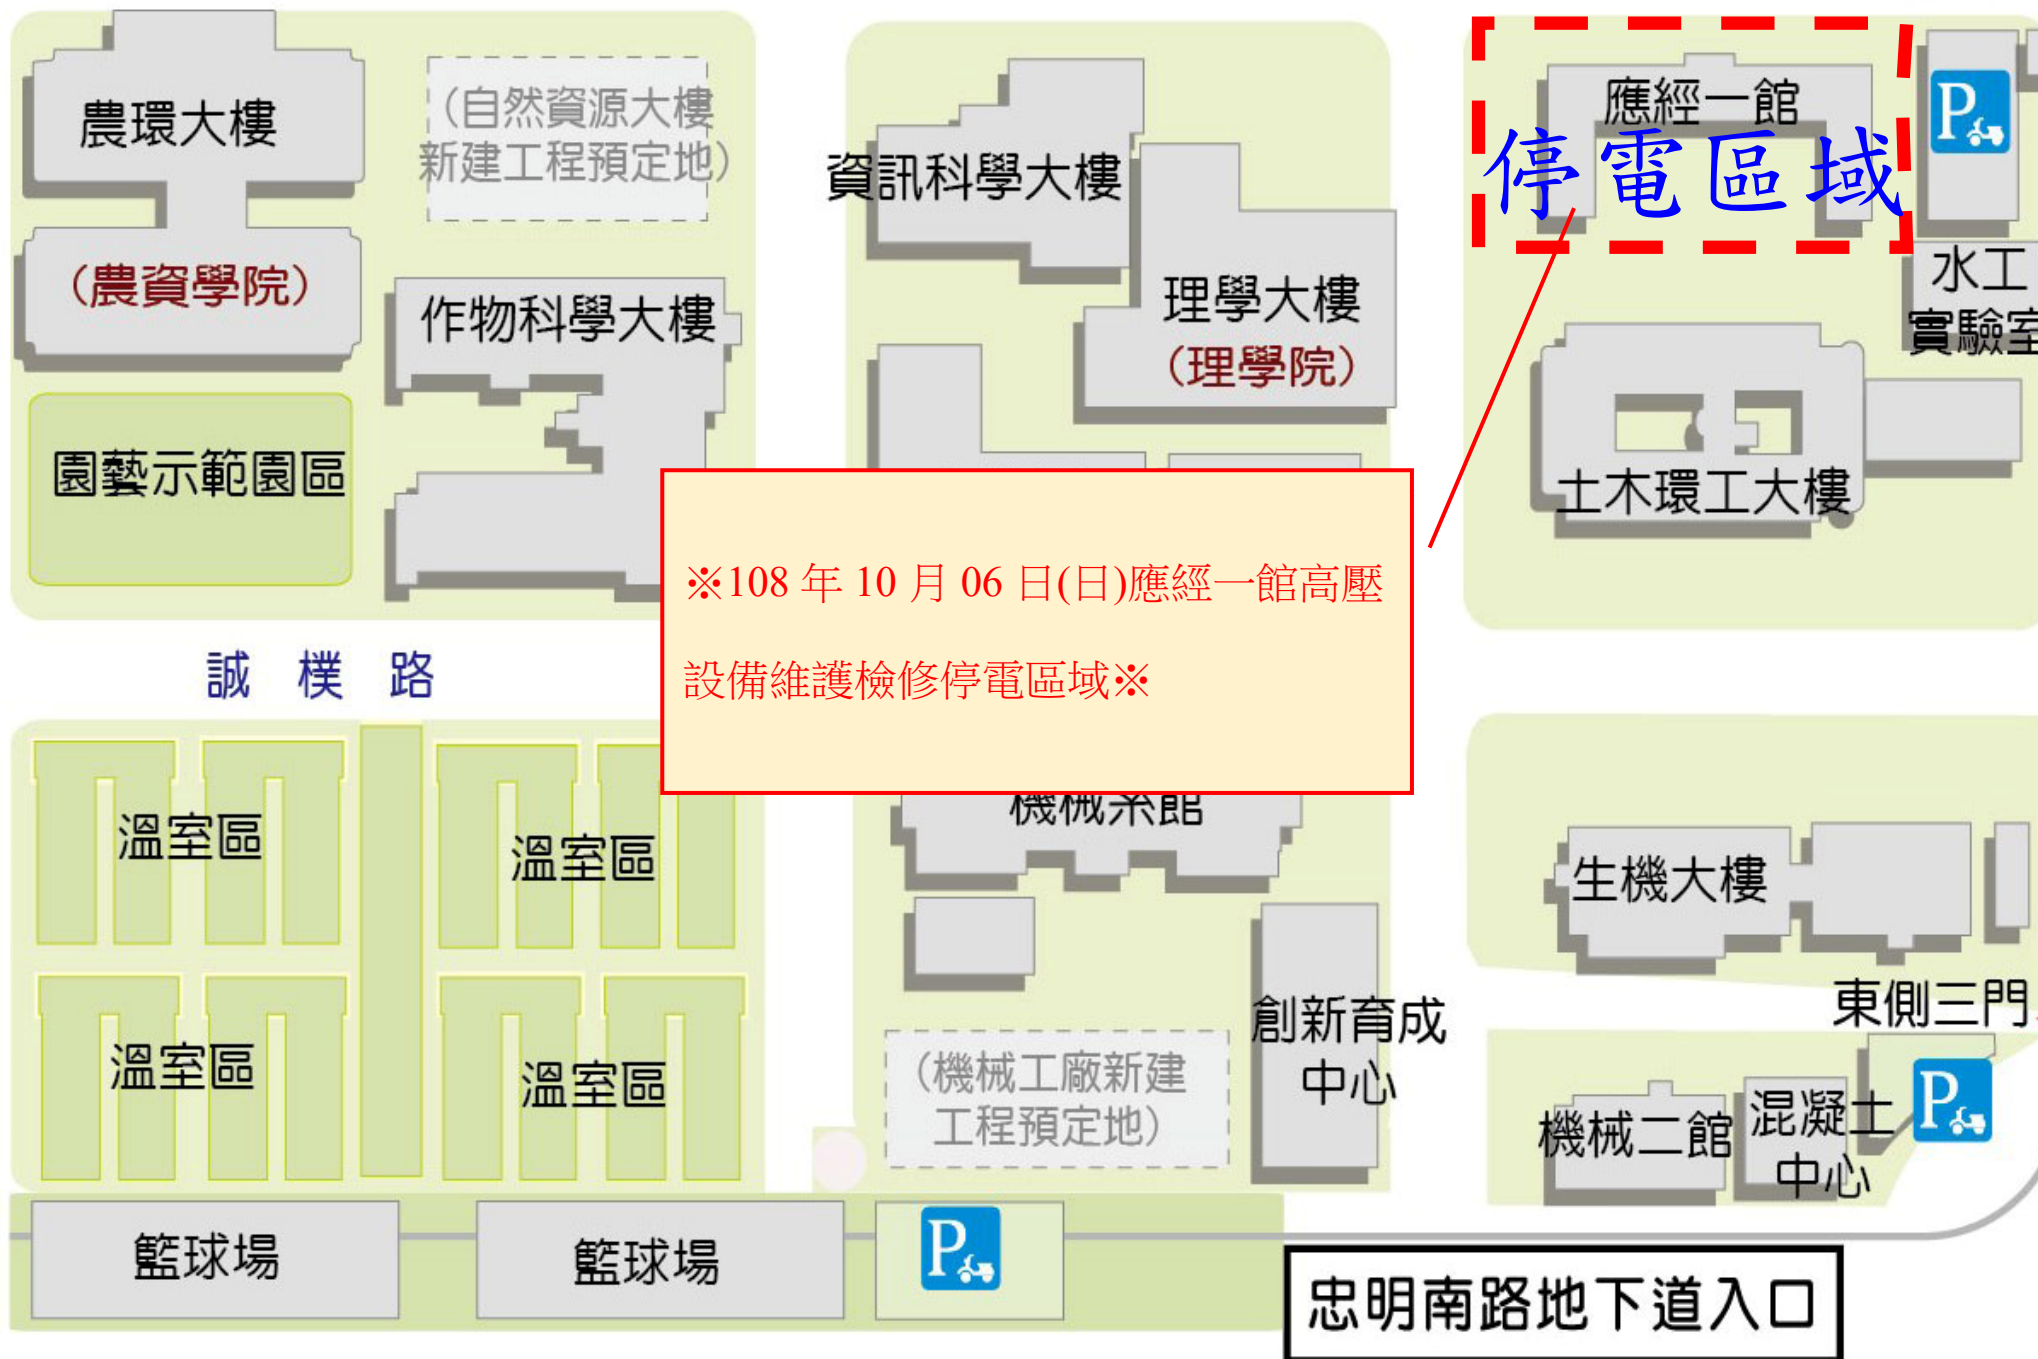 農環大樓
(農資學院)
(自然資源大樓
新建工程預定地)
作物科學大樓
園藝示範園區
資訊科學大樓
理學大樓
(理學院)
應經一館
停電區域
P
水工
實驗室
土木環工大樓
※108 年 10 月 06 日(日)應經一館高壓
設備維護檢修停電區域※
誠樸路
溫室區
溫室區
溫室區
溫室區
機械系館
創新育成
中心
(機械工廠新建
工程預定地)
生機大樓
東側三門
機械二館
混凝土
中心
P
籃球場
籃球場
P
忠明南路地下道入口